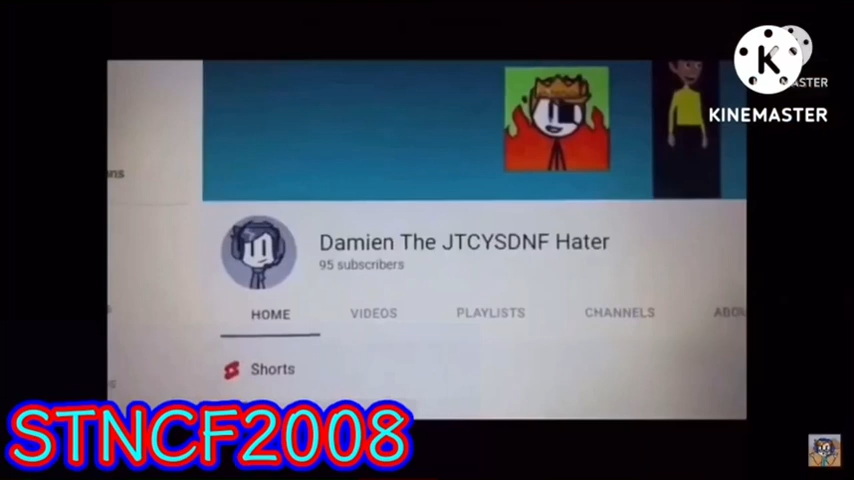 KINEMASTER
Damien The JTCYSDNF Hater
95 subscribers
HOME
VIDEOS
PLAYLISTS
CHANNELS
Shorts
STNCF2008